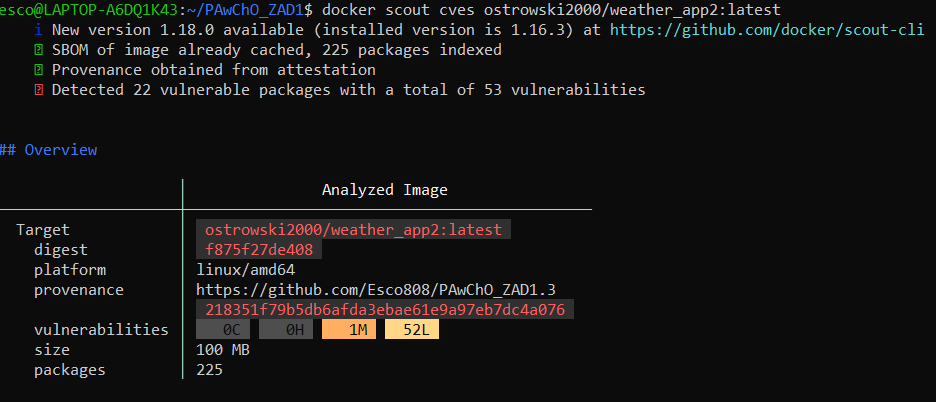 esco@LAPTOP-A6DQ1K43:~/PAwChO_ZAD1$ docker scout cves ostrowski2000/weather_app2:latest
i New version 1.18.0 available (installed version is 1.16.3) at https://github.com/docker/scout-cli
SBOM of image already cached, 225 packages indexed
Provenance obtained from attestation
Detected 22 vulnerable packages with a total of 53 vulnerabilities
## Overview
Analyzed Image
Target ostrowski2000/weather_app2:latest
digest f875f27de408
platform linux/amd64
provenance https://github.com/Esco808/PAwChO_ZAD1.3
218351f79b5db6afda3ebae61e9a97eb7dc4a076
vulnerabilities 0C 0H 1M 52L
size 100 MB
packages 225